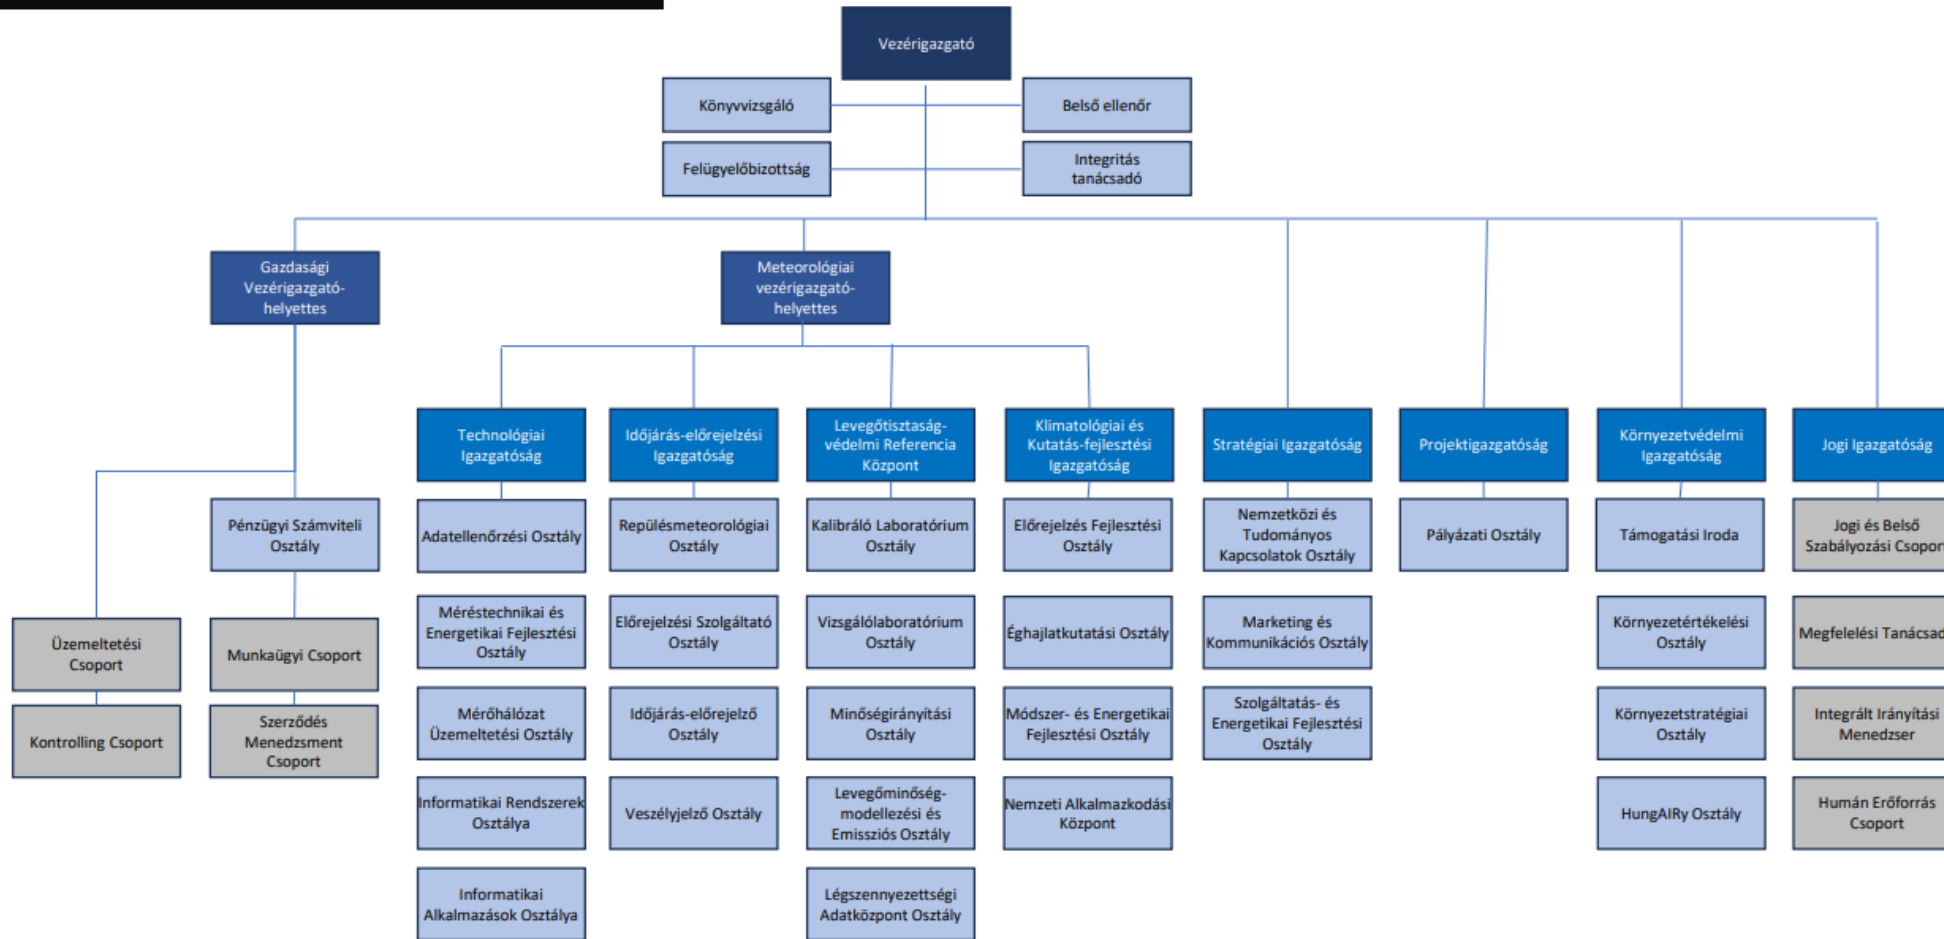 Vezérigazgató
Könyvvizsgáló
Belső ellenőr
Felügyelőbizottság
Integritás
tanácsadó
Gazdasági
Vezérigazgató-
helyettes
Meteorológiai
vezérigazgató-
helyettes
Technológiai
Igazgatóság
Időjárás-előrejelzési
Igazgatóság
Levegőtisztaság-
védelmi Referencia
Központ
Klimatológiai és
Kutatás-fejlesztési
Igazgatóság
Stratégiai Igazgatóság
Projektigazgatóság
Környezetvédelmi
Igazgatóság
Jogi Igazgatóság
Pénzügyi Számviteli
Osztály
Adatellenőrzési Osztály
Repülésmeteorológiai
Osztály
Kalibráló Laboratórium
Osztály
Előrejelzés Fejlesztési
Osztály
Nemzetközi és
Tudományos
Kapcsolatok Osztály
Pályázati Osztály
Támogatási Iroda
Jogi és Belső
Szabályozási Csoport
Üzemeltetési
Csoport
Munkaügyi Csoport
Méréstechnikai és
Energetikai Fejlesztési
Osztály
Előrejelzési Szolgáltató
Osztály
Vizsgálólaboratórium
Osztály
Éghajlatkutatási Osztály
Marketing és
Kommunikációs Osztály
Környezetértékelési
Osztály
Megfelelési Tanácsad
Kontrolling Csoport
Szerződés
Menedzsment
Csoport
Mérőhálózat
Üzemeltetési Osztály
Időjárás-előrejelző
Osztály
Minőségirányítási
Osztály
Módszer- és Energetikai
Fejlesztési Osztály
Szolgáltatás- és
Energetikai Fejlesztési
Osztály
Környezetstratégiai
Osztály
Integrált Irányítási
Menedzser
Informatikai Rendszerek
Osztálya
Veszélyjelző Osztály
Levegőminőség-
modellezési és
Emissziós Osztály
Nemzeti Alkalmazkodási
Központ
HungAIRy Osztály
Humán Erőforrás
Csoport
Informatikai
Alkalmazások Osztálya
Légszennyezettségi
Adatközpont Osztály